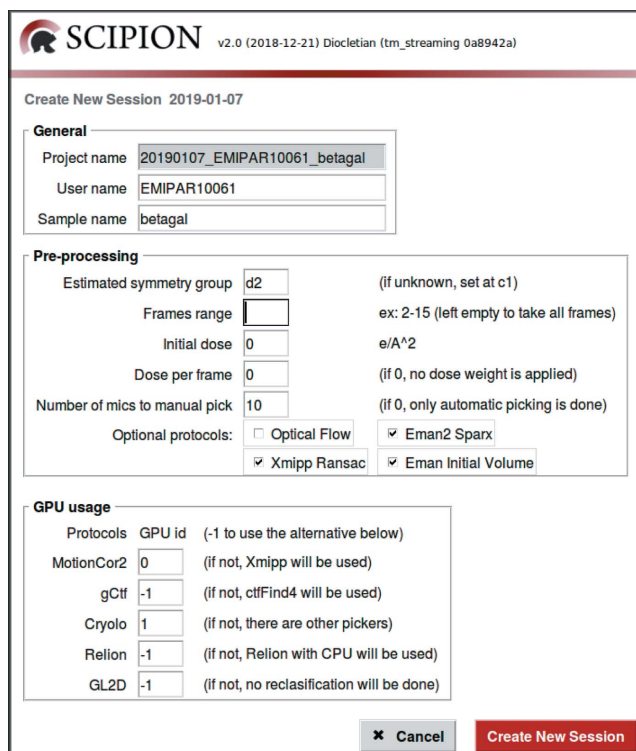 SCIPION v2.0 (2018-12-21) Diocletian (tm_streaming 0a8942a)
Create New Session 2019-01-07
General
Project name 20190107_EMIPAR10061_betagal
User name EMIPAR10061
Sample name betagal
Pre-processing
Estimated symmetry group d2 (if unknown, set at c1)
Frames range ex: 2-15 (left empty to take all frames)
Initial dose 0 e/A^2
Dose per frame 0 (if 0, no dose weight is applied)
Number of mics to manual pick 10 (if 0, only automatic picking is done)
Optional protocols: Optical Flow Eman2 Sparx
Xmipp Ransac Eman Initial Volume
GPU usage
Protocols GPU id (-1 to use the alternative below)
MotionCor2 0 (if not, Xmipp will be used)
gCtf -1 (if not, ctfFind4 will be used)
Cryolo 1 (if not, there are other pickers)
Relion -1 (if not, Relion with CPU will be used)
GL2D -1 (if not, no reclasification will be done)
Cancel Create New Session